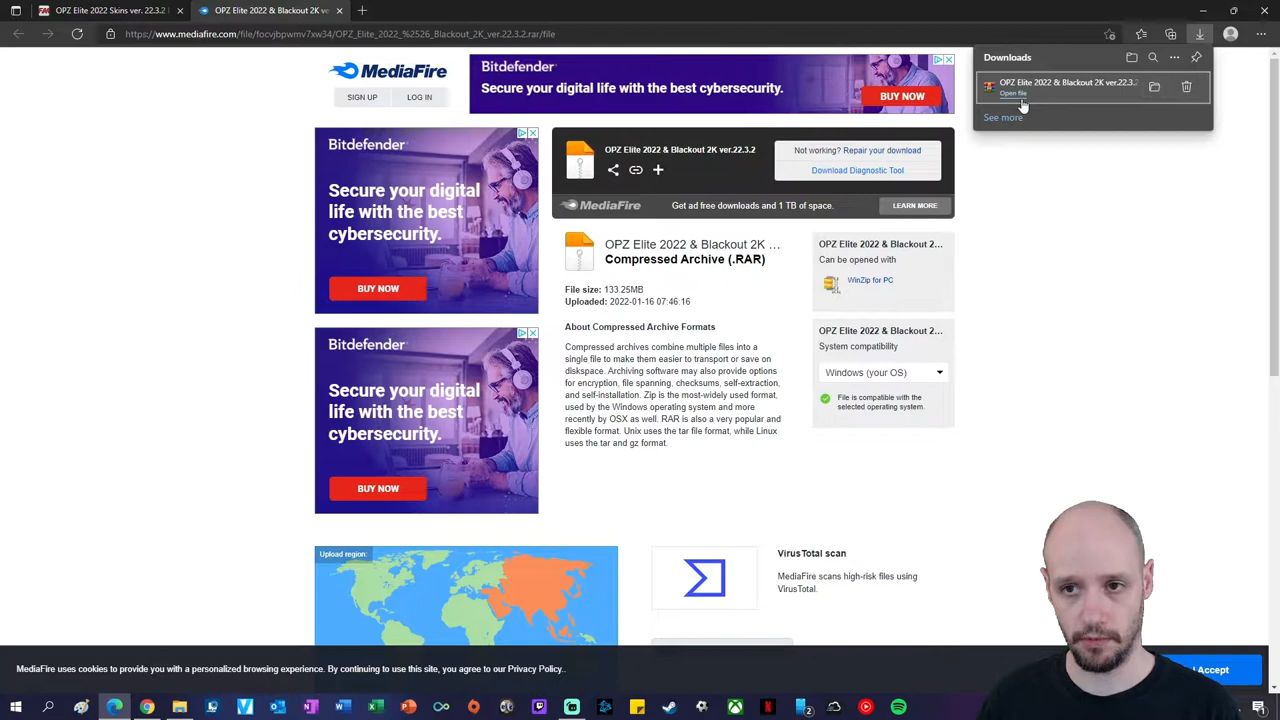 OPZ Elite 2022 Skins ver.22.3.2 |
OPZ Elite 2022 & Blackout 2K ve
https://www.mediafire.com/file/focvjbpwmv7xw34/OPZ_Elite_2022_%2526_Blackout_2K_ver.22.3.2.rar/file
Downloads
OPZ Elite 2022 & Blackout 2K ver.22.3.2
Open file
See more
MediaFire
SIGN UP
LOG IN
Bitdefender
Secure your digital life with the best cybersecurity.
BUY NOW
Bitdefender
Secure your digital
life with the best
cybersecurity.
BUY NOW
OPZ Elite 2022 & Blackout 2K ver.22.3.2
Not working? Repair your download
Download Diagnostic Tool
MediaFire
Get ad free downloads and 1 TB of space.
LEARN MORE
OPZ Elite 2022 & Blackout 2K ...
Compressed Archive (.RAR)
File size: 133.25MB
Uploaded: 2022-01-16 07:46:16
About Compressed Archive Formats
Compressed archives combine multiple files into a
single file to make them easier to transport or save on
diskspace. Archiving software may also provide options
for encryption, file spanning, checksums, self-extraction,
and self-installation. Zip is the most-widely used format,
used by the Windows operating system and more
recently by OSX as well. RAR is also a very popular and
flexible format. Unix uses the tar file format, while Linux
uses the tar and gz format.
OPZ Elite 2022 & Blackout 2...
Can be opened with
WinZip for PC
OPZ Elite 2022 & Blackout 2...
System compatibility
Windows (your OS)
File is compatible with the
selected operating system.
Bitdefender
Secure your digital
life with the best
cybersecurity.
BUY NOW
Upload region:
VirusTotal scan
MediaFire scans high-risk files using
VirusTotal.
MediaFire uses cookies to provide you with a personalized browsing experience. By continuing to use this site, you agree to our Privacy Policy..
I Accept